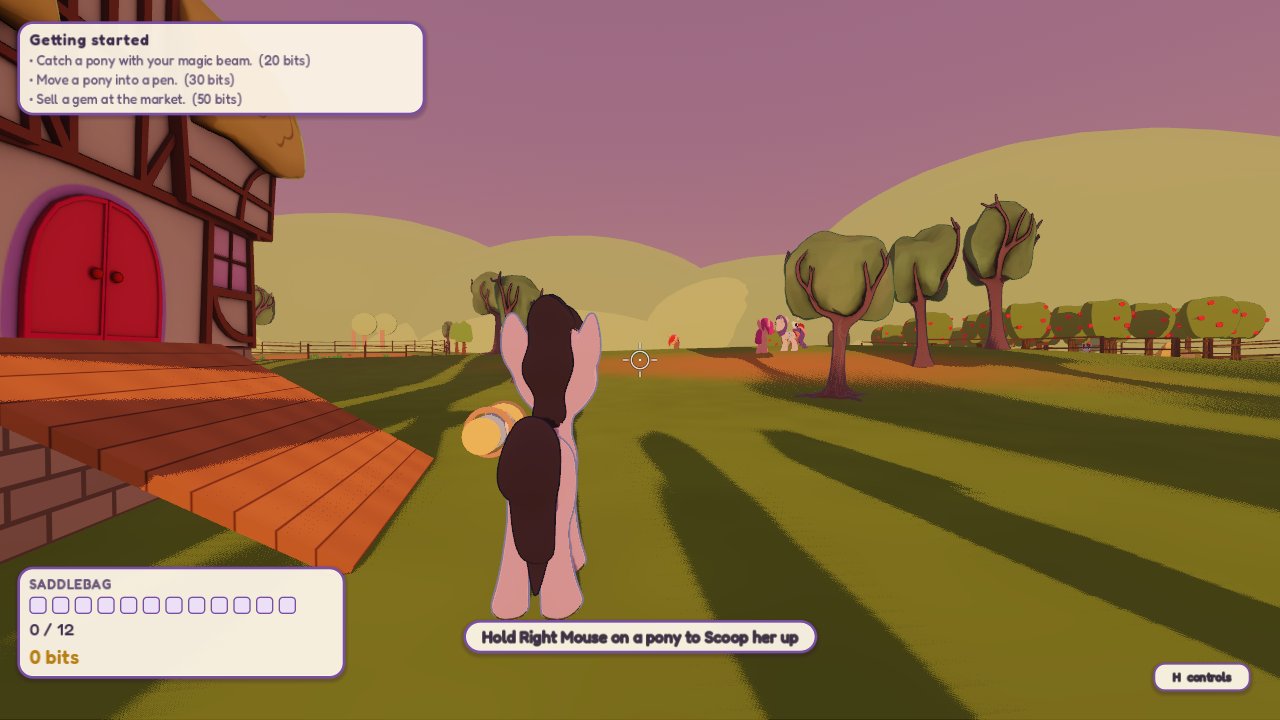 Getting started
• Catch a pony with your magic beam. (20 bits)
• Move a pony into a pen. (30 bits)
• Sell a gem at the market. (50 bits)
SADDLEBAG
0 / 12
0 bits
Hold Right Mouse on a pony to Scoop her up
H controls